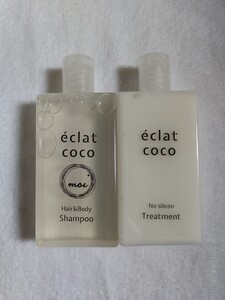 éclat
coco
moc
Hair&Body
Shampoo
éclat
coco
No silicon
Treatment